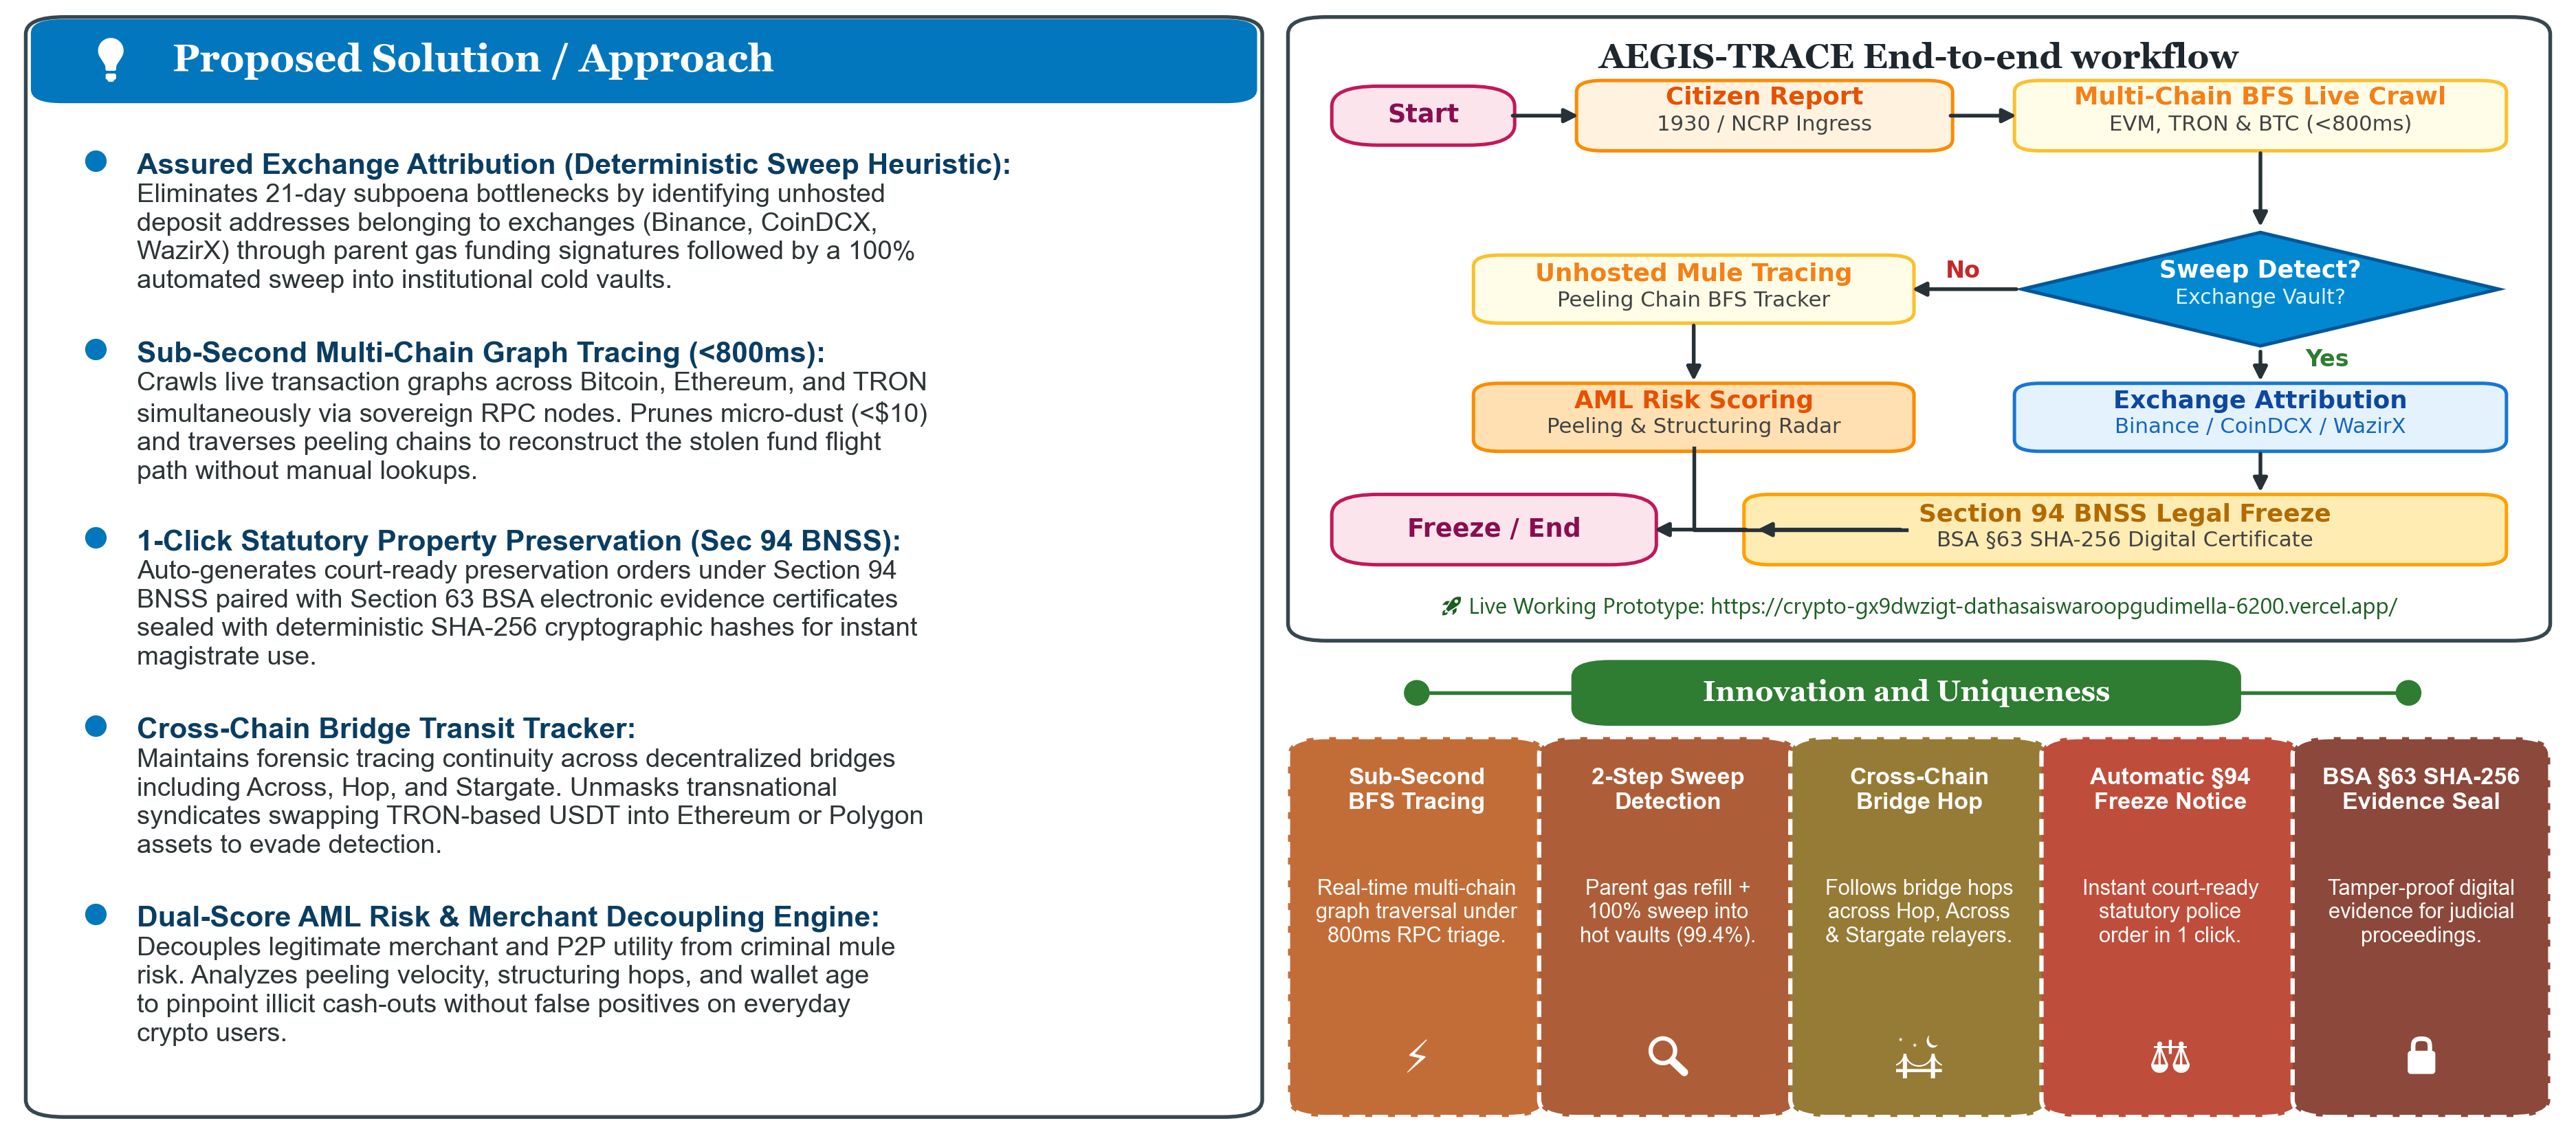 Proposed Solution / Approach
Assured Exchange Attribution (Deterministic Sweep Heuristic):
Eliminates 21-day subpoena bottlenecks by identifying unhosted
deposit addresses belonging to exchanges (Binance, CoinDCX,
WazirX) through parent gas funding signatures followed by a 100%
automated sweep into institutional cold vaults.
Sub-Second Multi-Chain Graph Tracing (<800ms):
Crawls live transaction graphs across Bitcoin, Ethereum, and TRON
simultaneously via sovereign RPC nodes. Prunes micro-dust (<$10)
and traverses peeling chains to reconstruct the stolen fund flight
path without manual lookups.
1-Click Statutory Property Preservation (Sec 94 BNSS):
Auto-generates court-ready preservation orders under Section 94
BNSS paired with Section 63 BSA electronic evidence certificates
sealed with deterministic SHA-256 cryptographic hashes for instant
magistrate use.
Cross-Chain Bridge Transit Tracker:
Maintains forensic tracing continuity across decentralized bridges
including Across, Hop, and Stargate. Unmasks transnational
syndicates swapping TRON-based USDT into Ethereum or Polygon
assets to evade detection.
Dual-Score AML Risk & Merchant Decoupling Engine:
Decouples legitimate merchant and P2P utility from criminal mule
risk. Analyzes peeling velocity, structuring hops, and wallet age
to pinpoint illicit cash-outs without false positives on everyday
crypto users.
AEGIS-TRACE End-to-end workflow
Start
Citizen Report
1930 / NCRP Ingress
Multi-Chain BFS Live Crawl
EVM, TRON & BTC (<800ms)
Sweep Detect?
Exchange Vault?
No
Unhosted Mule Tracing
Peeling Chain BFS Tracker
Yes
AML Risk Scoring
Peeling & Structuring Radar
Exchange Attribution
Binance / CoinDCX / WazirX
Freeze / End
Section 94 BNSS Legal Freeze
BSA §63 SHA-256 Digital Certificate
Live Working Prototype: https://crypto-gx9dwzigt-dathasaiswaroopgudimella-6200.vercel.app/
Innovation and Uniqueness
Sub-Second
BFS Tracing
Real-time multi-chain
graph traversal under
800ms RPC triage.
2-Step Sweep
Detection
Parent gas refill +
100% sweep into
hot vaults (99.4%).
Cross-Chain
Bridge Hop
Follows bridge hops
across Hop, Across
& Stargate relayers.
Automatic §94
Freeze Notice
Instant court-ready
statutory police
order in 1 click.
BSA §63 SHA-256
Evidence Seal
Tamper-proof digital
evidence for judicial
proceedings.